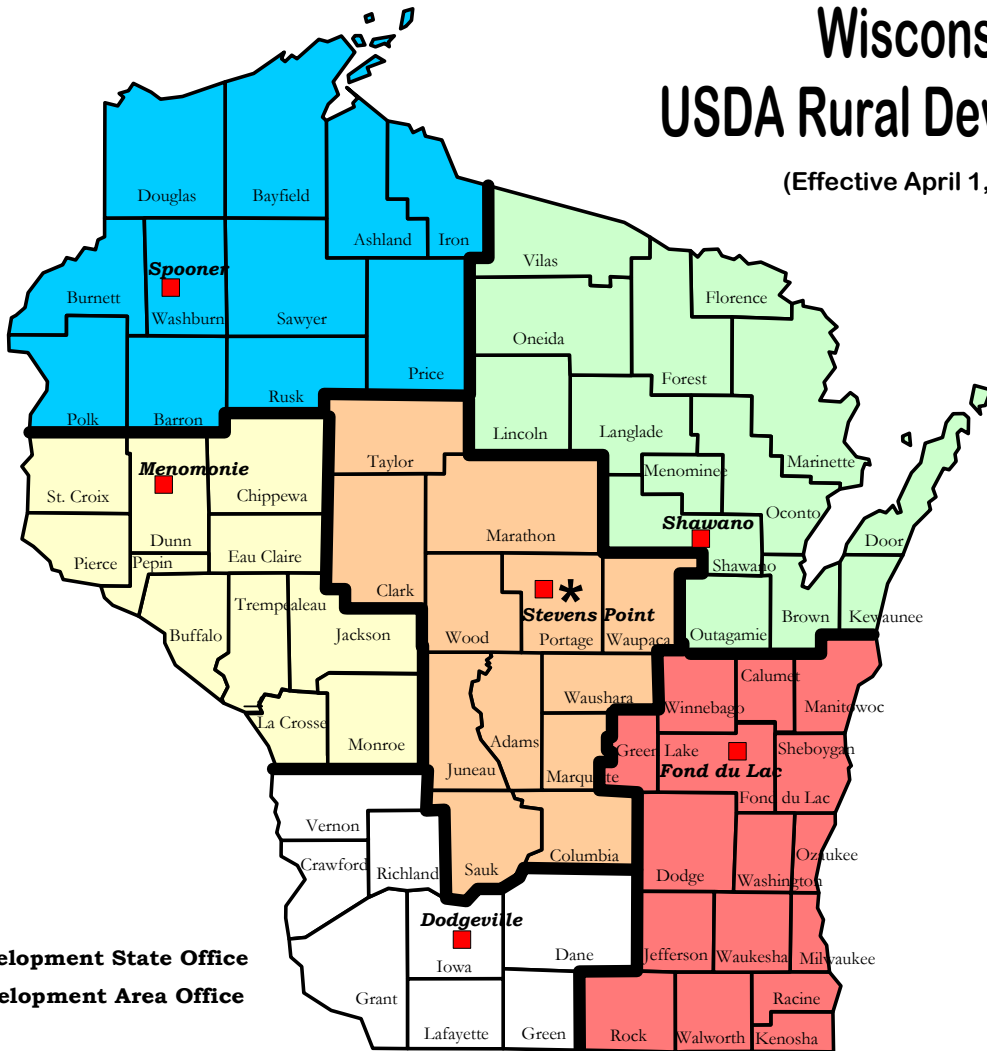 Wiscons
USDA Rural Dev
(Effective April 1,
Douglas
Bayfield
Ashland
Iron
Vilas
Spooner
Burnett
Washburn
Sawyer
Florence
Oneida
Price
Forest
Rusk
Polk
Barron
Lincoln
Langlade
Taylor
Menominee
Marinette
Menomonie
St. Croix
Chippewa
Oconto
Marathon
Shawano
Dunn
Door
Pierce
Pepin
Eau Claire
Shawano
Clark
*
Trempealeau
Stevens Point
Brown
Kewaunee
Buffalo
Jackson
Wood
Portage
Waupaca
Outagamie
Calumet
Waushara
Winnebago
Manitowoc
La Crosse
Monroe
Adams
Green Lake
Sheboygan
Juneau
Marquette
Fond du Lac
Fond du Lac
Vernon
Crawford
Richland
Sauk
Columbia
Ozaukee
Dodge
Washington
Dodgeville
Dane
Jefferson
Waukesha
Milwaukee
Iowa
elopment State Office
elopment Area Office
Grant
Racine
Lafayette
Green
Rock
Walworth
Kenosha